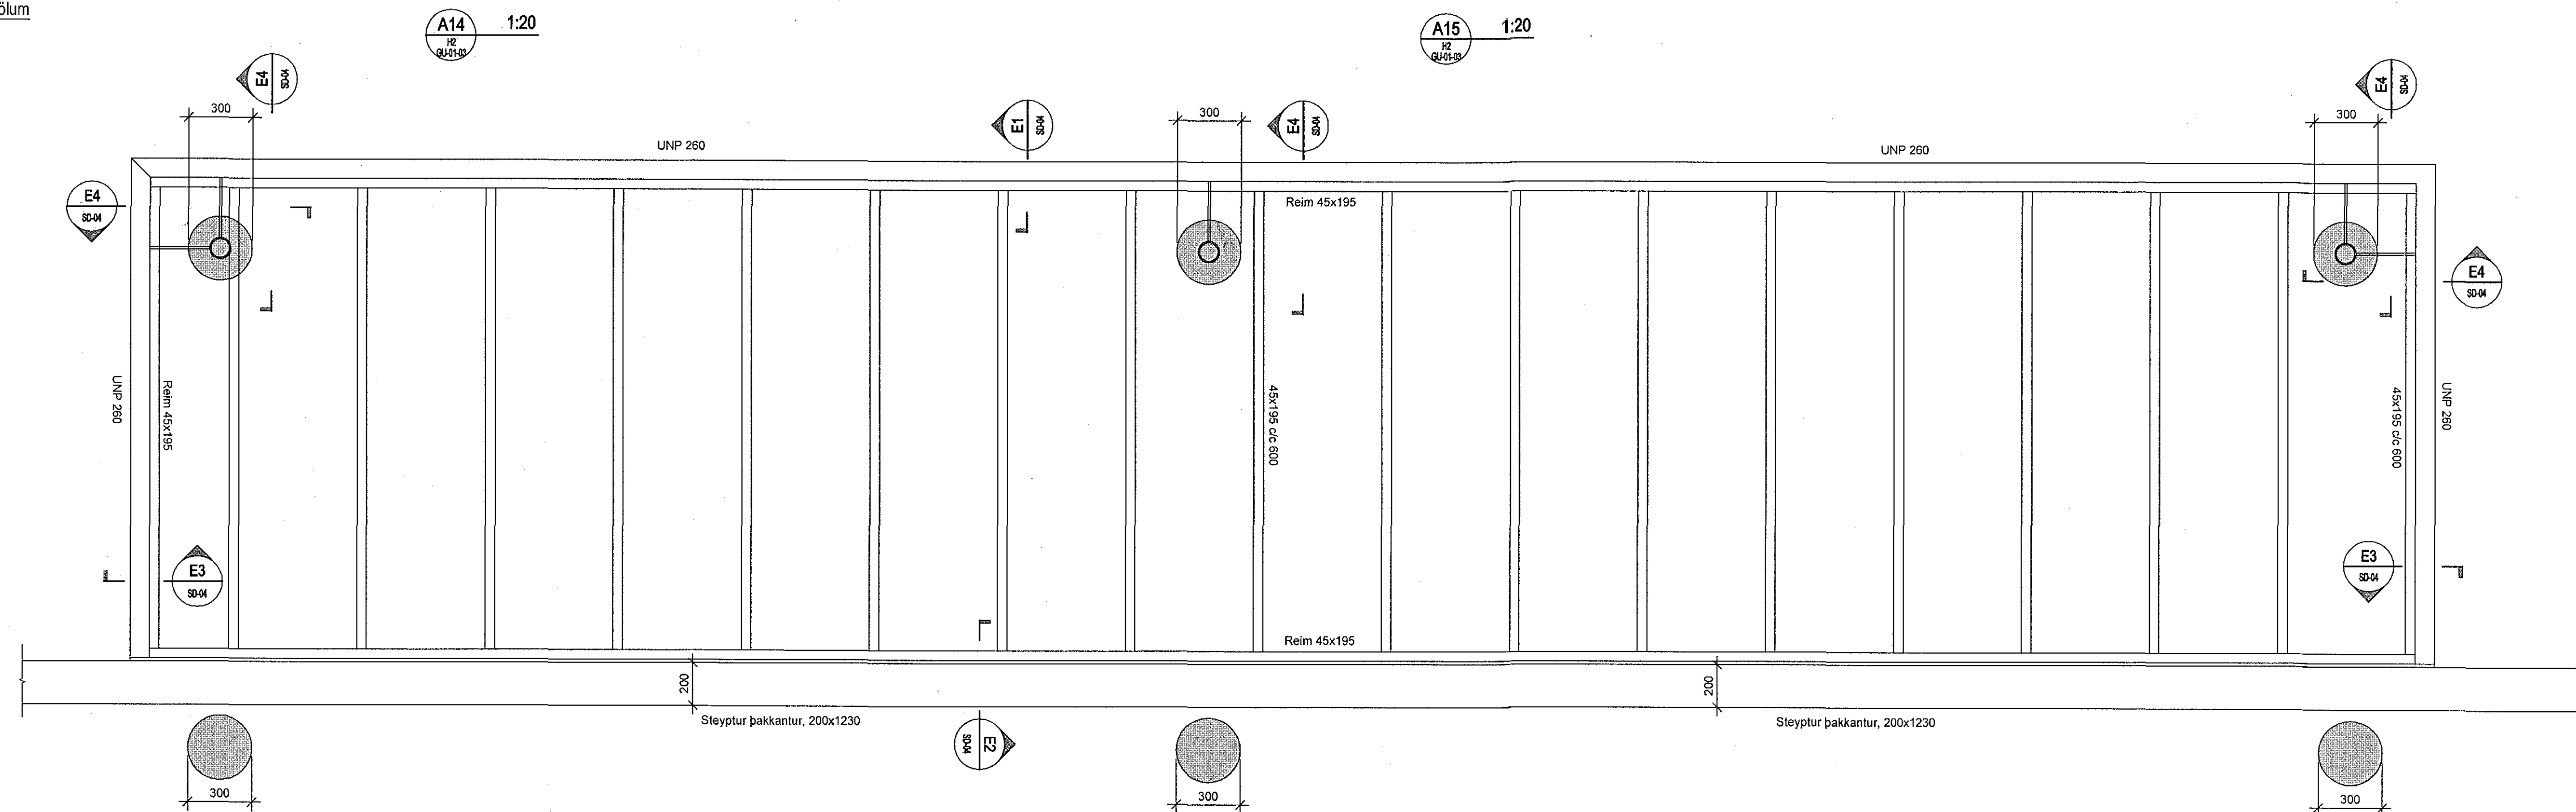 ölum
A14
H2
GU-01-03
1:20
A15
H2
GU-01-03
1:20
E4
SD-04
E4
SD-04
300
E1
SD-04
300
E4
SD-04
300
UNP 260
UNP 260
E4
SD-04
Reim 45x195
E4
SD-04
UNP 260
Reim 45x195
45x195 c/c 600
45x195 c/c 600
UNP 260
E3
SD-04
E3
SD-04
Reim 45x195
200
200
Steyptur þakkantur, 200x1230
Steyptur þakkantur, 200x1230
E2
SD-04
300
300
300